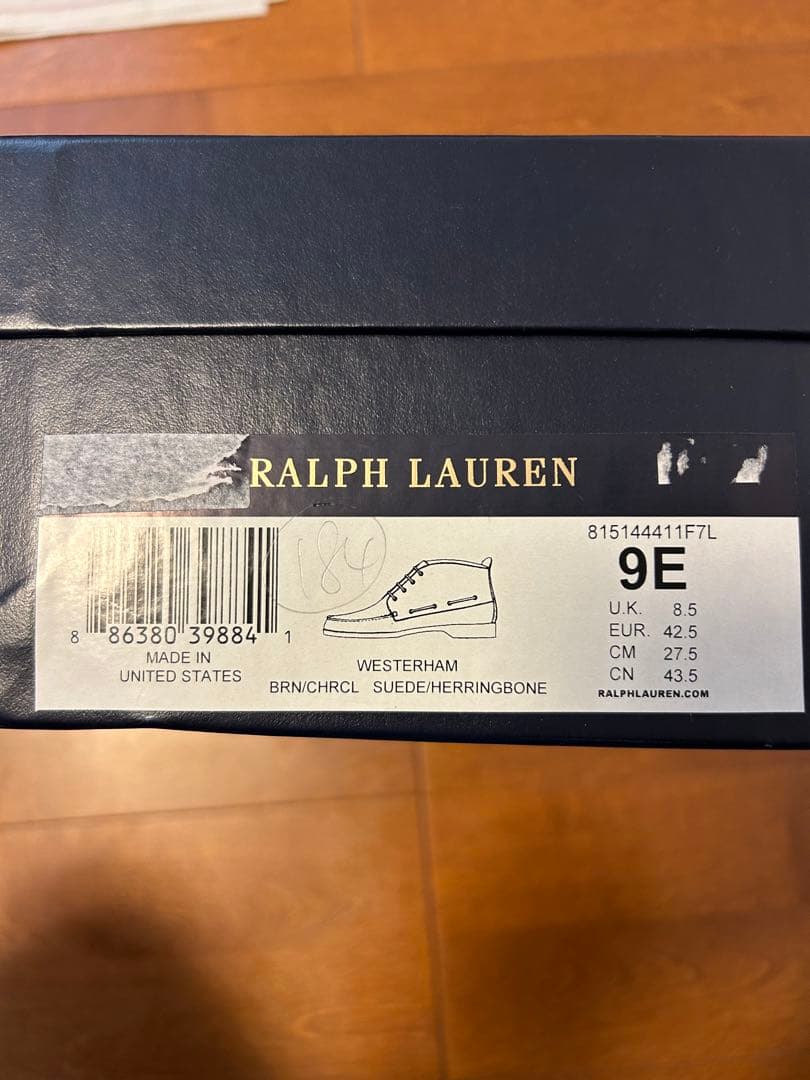 RALPH LAUREN
184
815144411F7L
9E
U.K. 8.5
EUR. 42.5
CM 27.5
CN 43.5
RALPHLAUREN.COM
8 86380 39884 1
MADE IN
UNITED STATES
WESTERHAM
BRN/CHRCL SUEDE/HERRINGBONE